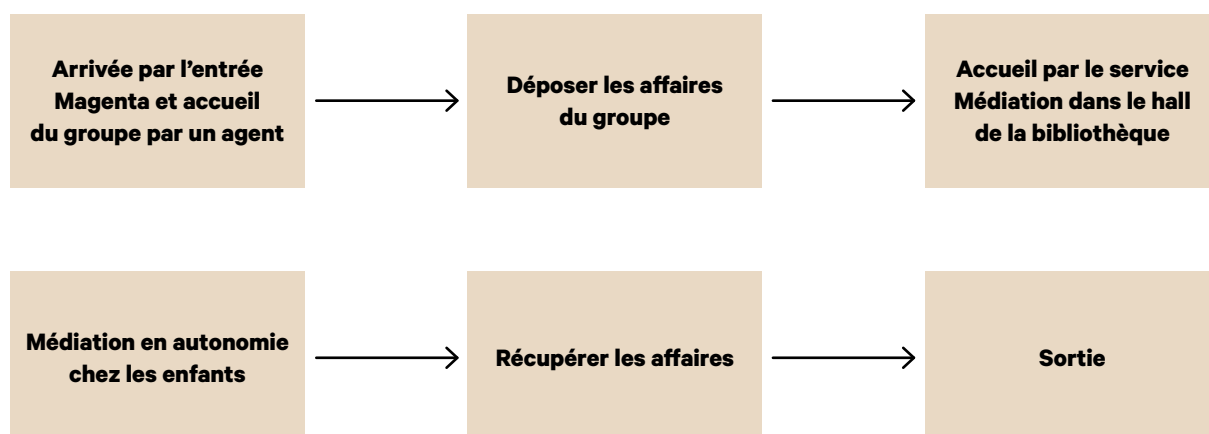 Arrivée par l’entrée
Magenta et accueil
du groupe par un agent
Déposer les affaires
du groupe
Accueil par le service
Médiation dans le hall
de la bibliothèque
Médiation en autonomie
chez les enfants
Récupérer les affaires
Sortie